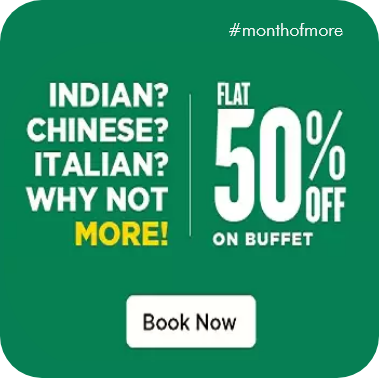 #monthofmore
INDIAN?
CHINESE?
ITALIAN?
WHY NOT
MORE!
FLAT
50% OFF
ON BUFFET
Book Now